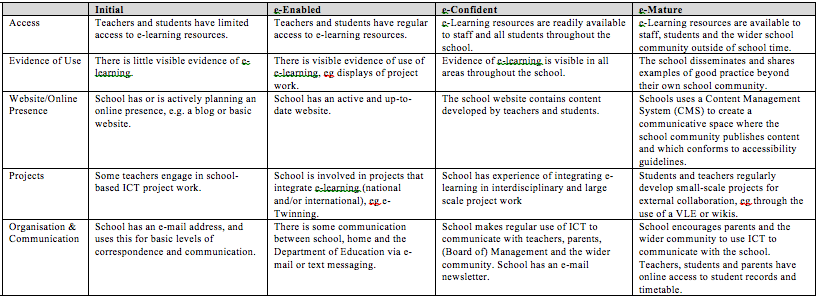 Initial e-Enabled e-Confident e-Mature
Access
Teachers and students have limited
access to e-learning resources.
Teachers and students have regular
access to e-learning resources.
e-Learning resources are readily available
to staff and all students throughout the
school.
e-Learning resources are available to
staff, students and the wider school
community outside of school time.
Evidence of Use
There is little visible evidence of e-
learning.
There is visible evidence of use of
e-learning, eg displays of project
work.
Evidence of e-learning is visible in all
areas throughout the school.
The school disseminates and shares
examples of good practice beyond
their own school community.
Website/Online
Presence
School has or is actively planning an
online presence, e.g. a blog or basic
website.
School has an active and up-to-
date website.
The school website contains content
developed by teachers and students.
Schools uses a Content Management
System (CMS) to create a
communicative space where the
school community publishes content
and which conforms to accessibility
guidelines.
Projects
Some teachers engage in school-
based ICT project work.
School is involved in projects that
integrate e-learning (national
and/or international), eg e-
Twinning.
School has experience of integrating e-
learning in interdisciplinary and large
scale project work
Students and teachers regularly
develop small-scale projects for
external collaboration, eg through the
use of a VLE or wikis.
Organisation &
Communication
School has an e-mail address, and
uses this for basic levels of
correspondence and communication.
There is some communication
between school, home and the
Department of Education via e-
mail or text messaging.
School makes regular use of ICT to
communicate with teachers, parents,
(Board of) Management and the wider
community. School has an e-mail
newsletter.
School encourages parents and the
wider community to use ICT to
communicate with the school.
Teachers, students and parents have
online access to student records and
timetable.